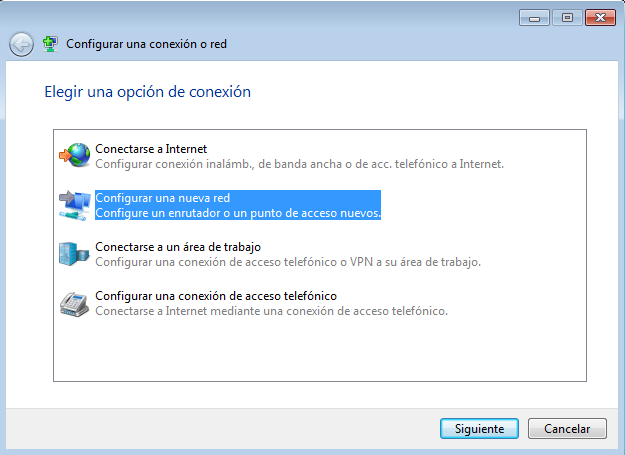 Configurar una conexión o red
Elegir una opción de conexión
Conectarse a Internet
Configurar conexión inalámb., de banda ancha o de acc. telefónico a Internet.
Configurar una nueva red
Configure un enrutador o un punto de acceso nuevos.
Conectarse a un área de trabajo
Configurar una conexión de acceso telefónico o VPN a su área de trabajo.
Configurar una conexión de acceso telefónico
Conectarse a Internet mediante una conexión de acceso telefónico.
Siguiente
Cancelar